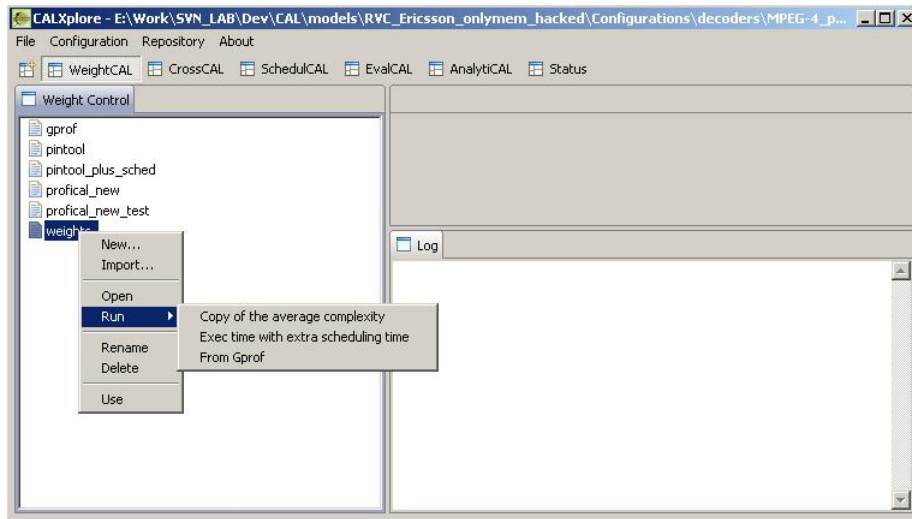 CALXplore - E:\Work\SVN_LAB\Dev\CAL\models\RVC_Ericsson_onlymem_hacked\Configurations\decoders\MPEG-4_p...
File Configuration Repository About
WeightCAL CrossCAL SchedulCAL EvalCAL AnalytiCAL Status
Weight Control
gprof
pintool
pintool_plus_sched
profical_new
profical_new_test
weights
New...
Import...
Open
Run
Rename
Delete
Use
Copy of the average complexity
Exec time with extra scheduling time
From Gprof
Log